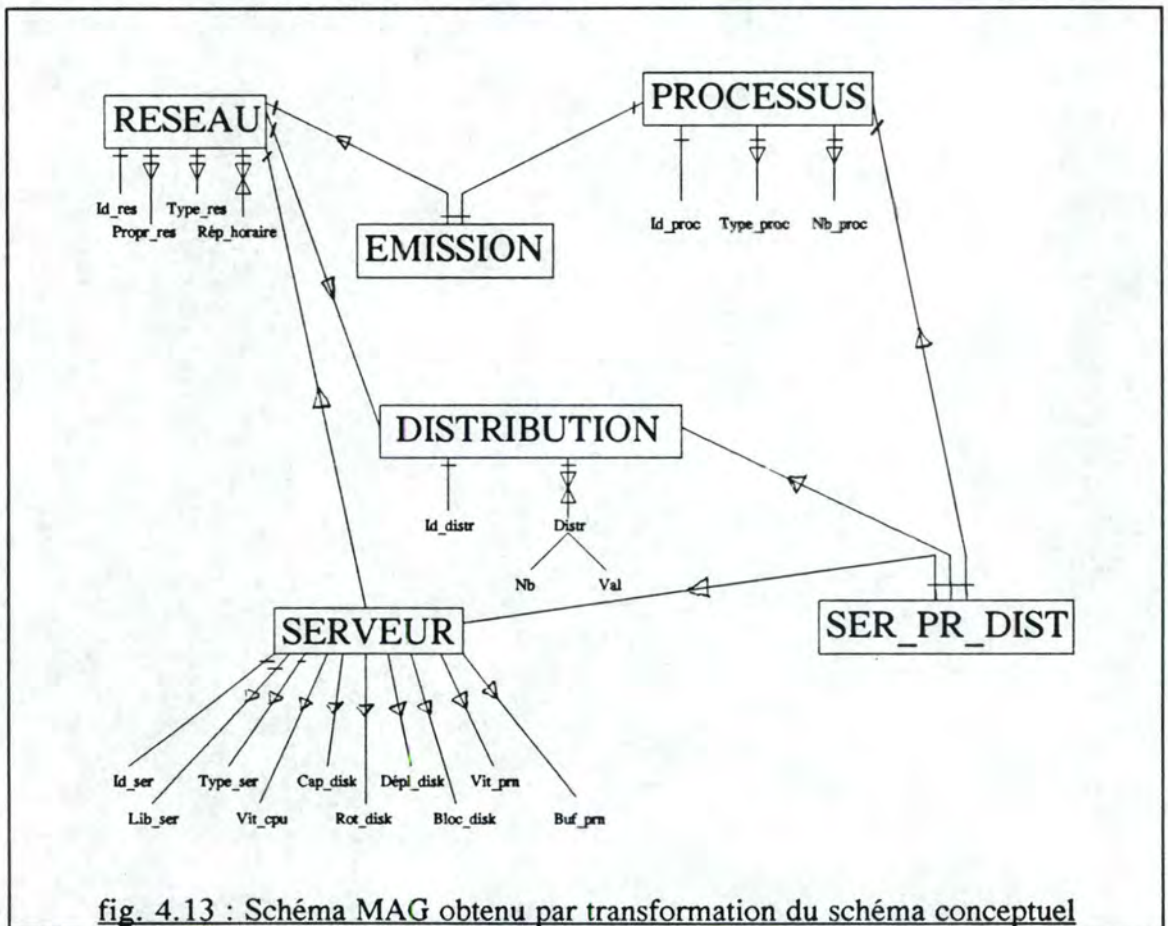 RESEAU
PROCESSUS
Id_res Type_res
Propr_res Rép_horaire
Id_proc Type_proc Nb_proc
EMISSION
DISTRIBUTION
Id_distr Distr
Nb Val
SERVEUR
SER_PR_DIST
Id_ser Type_ser Cap_disk Dépl_disk Vit_prn
Lib_ser Vit_cpu Rot_disk Bloc_disk Buf_prn
fig. 4.13 : Schéma MAG obtenu par transformation du schéma conceptuel